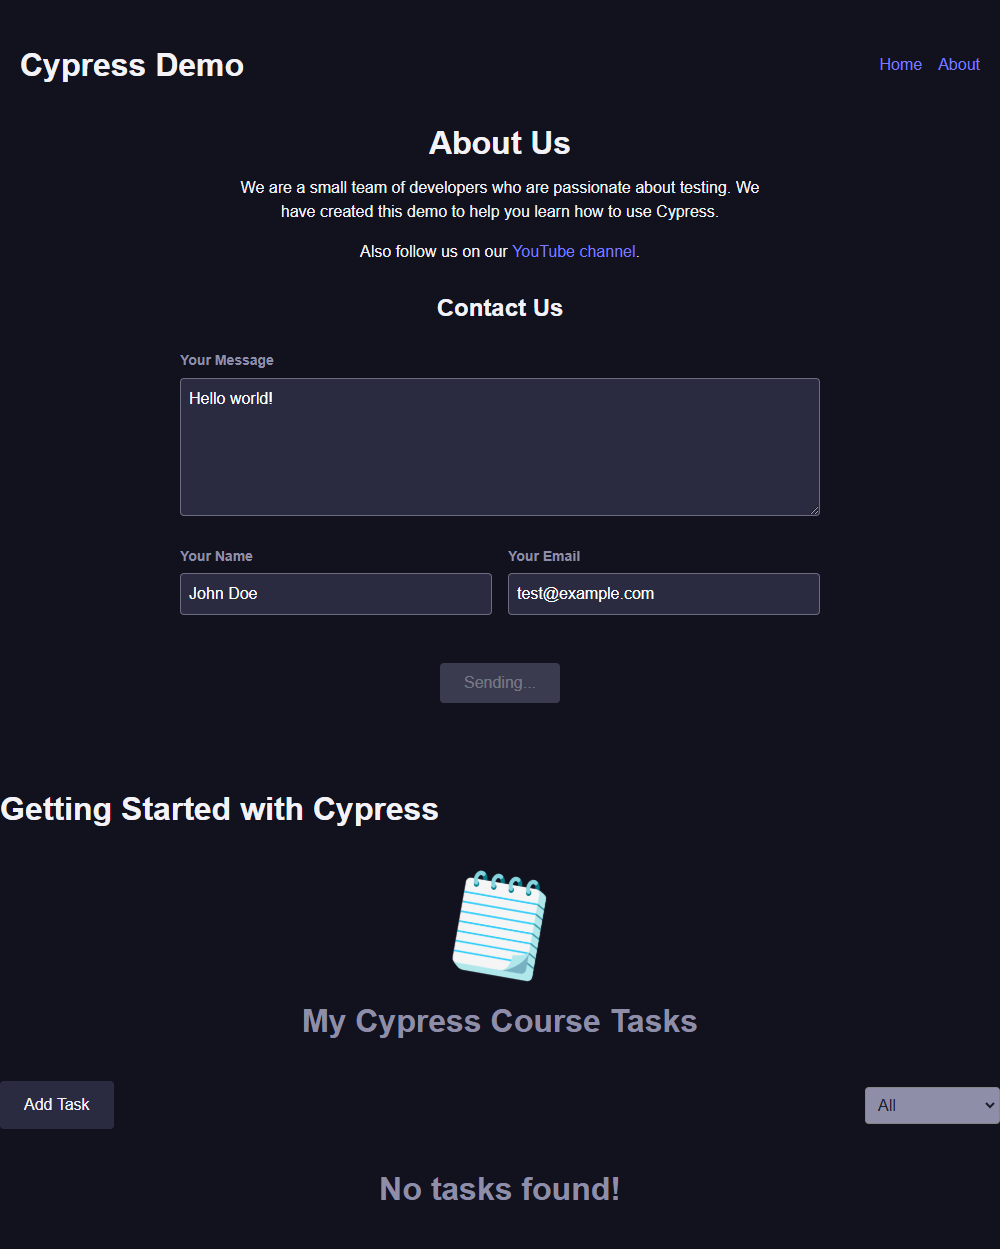 Cypress Demo
Home About
About Us
We are a small team of developers who are passionate about testing. We
have created this demo to help you learn how to use Cypress.
Also follow us on our YouTube channel.
Contact Us
Your Message
Hello world!
Your Name Your Email
John Doe test@example.com
Sending...
Getting Started with Cypress
My Cypress Course Tasks
Add Task
All
No tasks found!